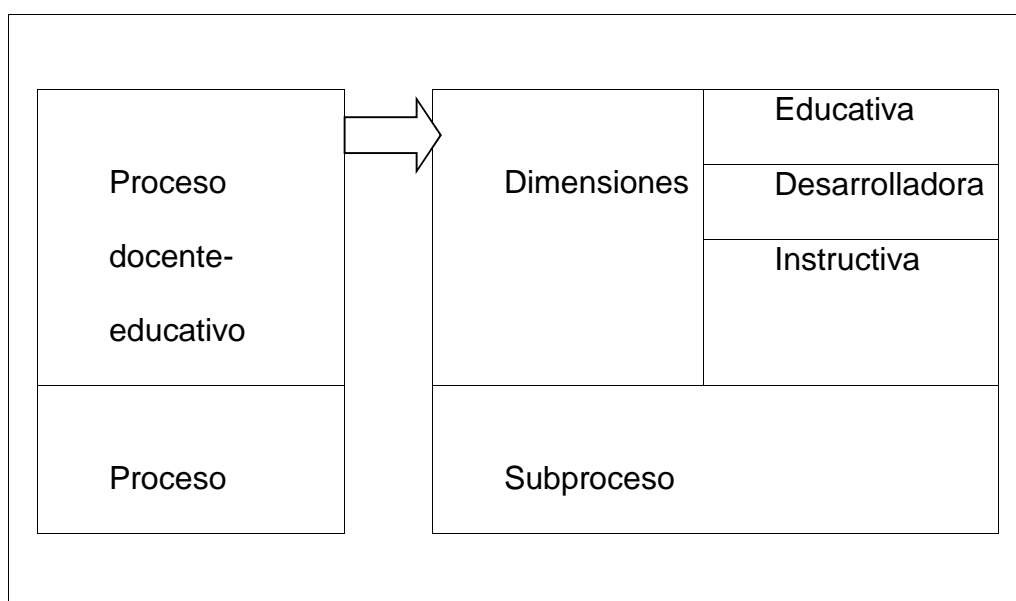 Proceso
docente-
educativo
Dimensiones
Educativa
Desarrolladora
Instructiva
Proceso
Subproceso